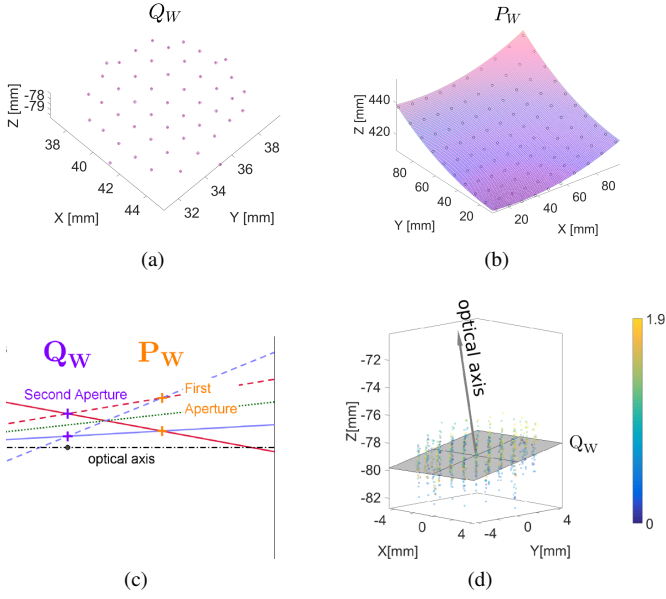 Q_W
Z [mm]
-78
-79
38
40
42
44
X [mm]
32
34
36
38
Y [mm]
(a)
P_W
Z [mm]
440
420
80
60
40
20
Y [mm]
20
40
60
80
X [mm]
(b)
Q_W
P_W
Second Aperture
First
Aperture
optical axis
(c)
optical axis
Z[mm]
-72
-74
-76
-78
-80
-82
Q_W
-4
0
4
X[mm]
-4
0
4
Y[mm]
1.9
0
(d)